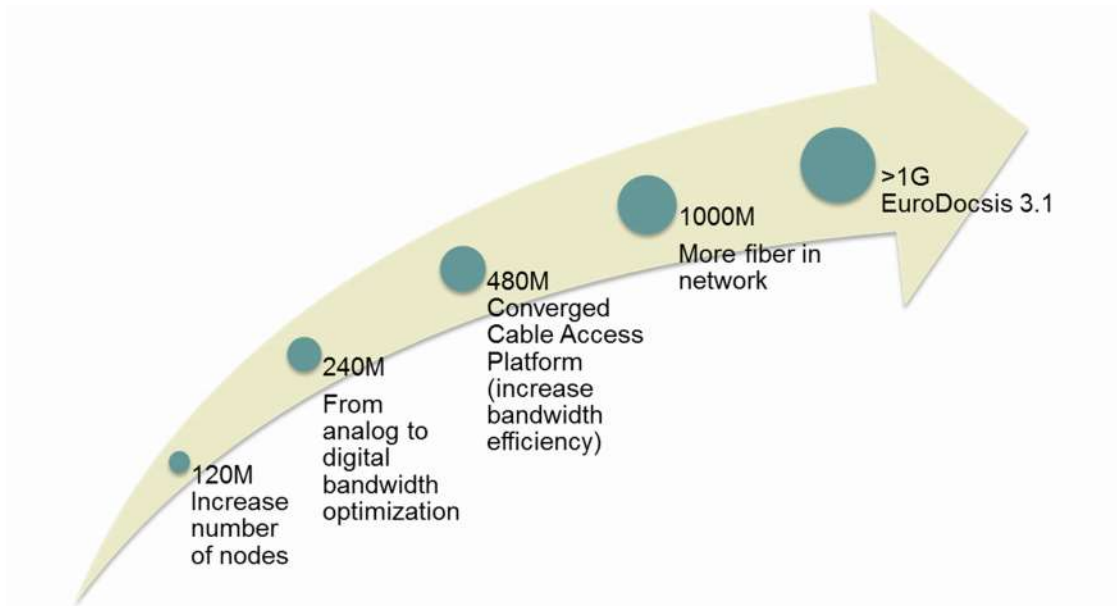 120M
Increase
number
of nodes
240M
From
analog to
digital
bandwidth
optimization
480M
Converged
Cable Access
Platform
(increase
bandwidth
efficiency)
1000M
More fiber in
network
>1G
EuroDocsis 3.1